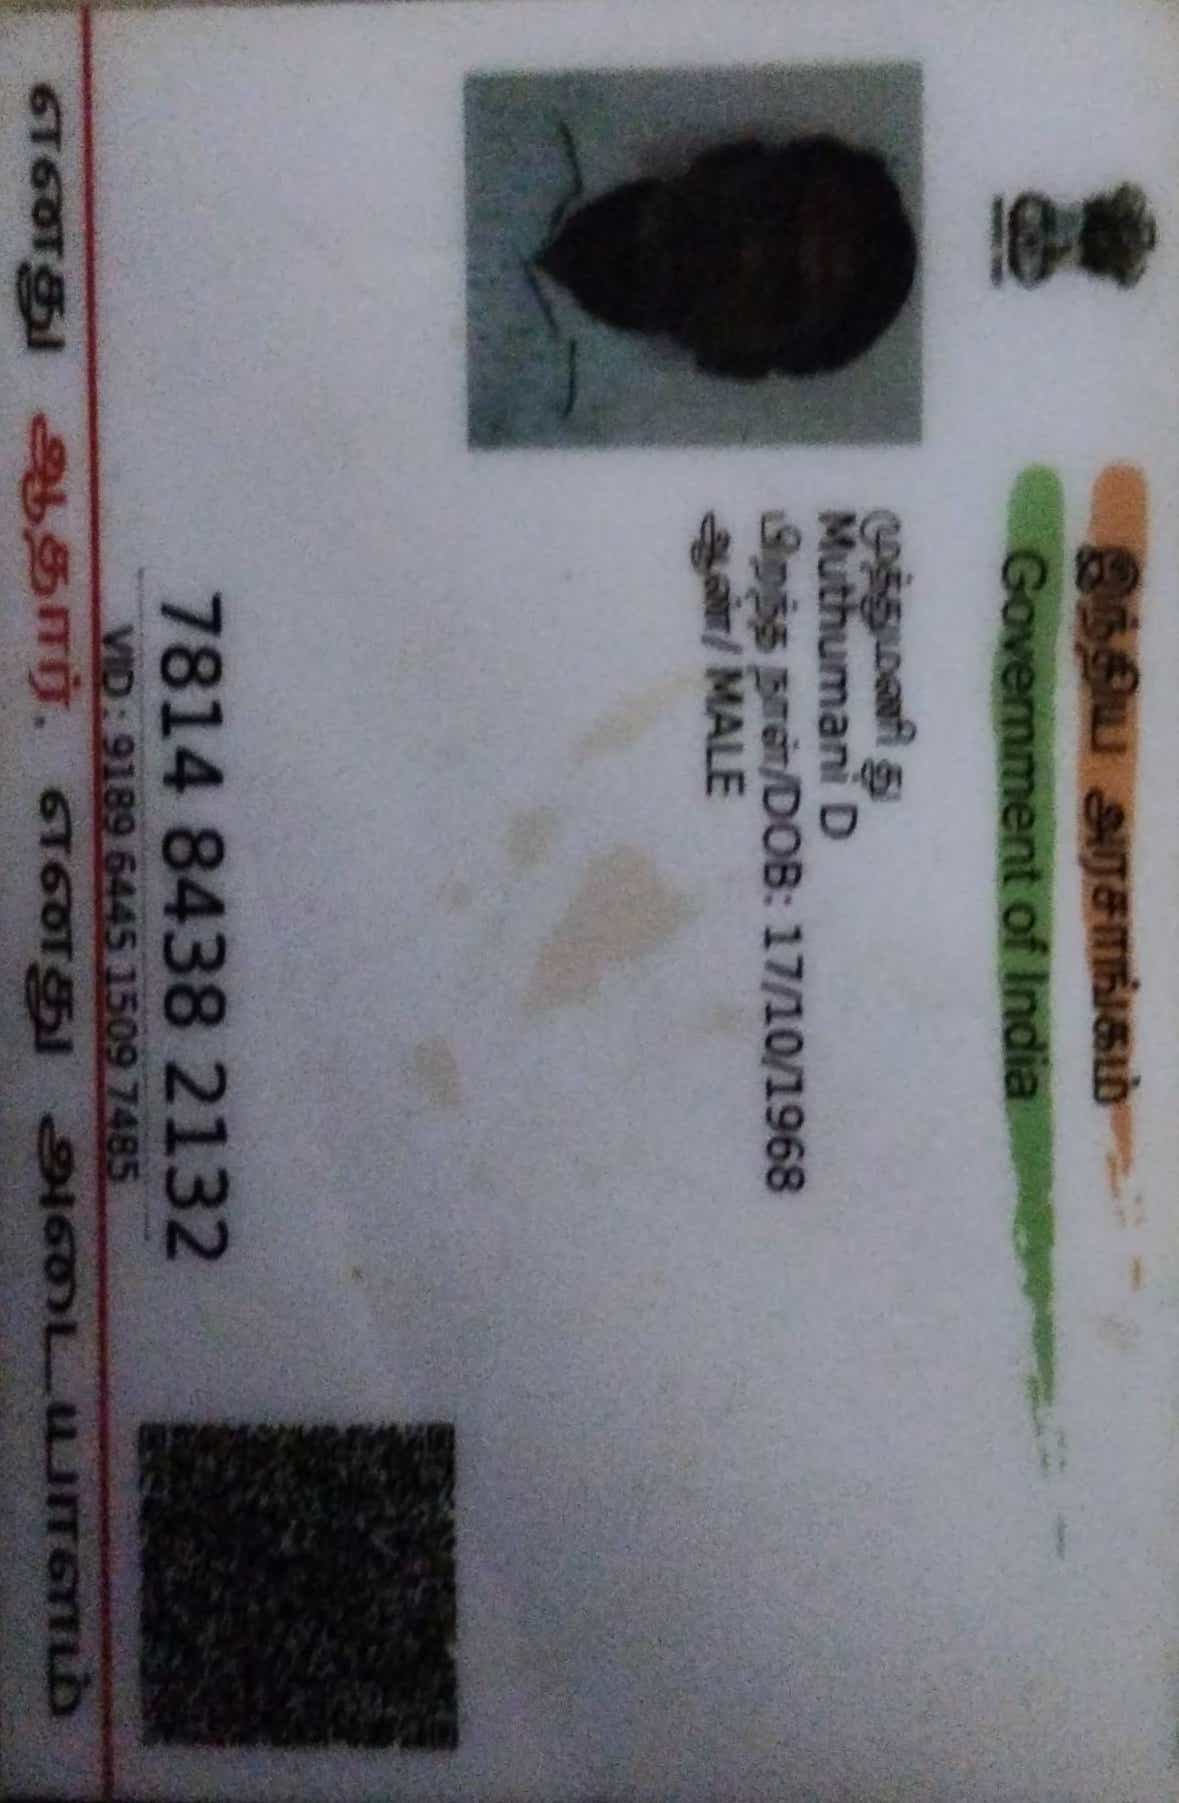 இந்திய அரசாங்கம்
Government of India
முத்துமணி து
Muthumani D
பிறந்த நாள்/DOB: 17/10/1968
ஆண்/ MALE
7814 8438 2132
VID : 9189 6445 1509 7485
எனது ஆதார், எனது அடையாளம்